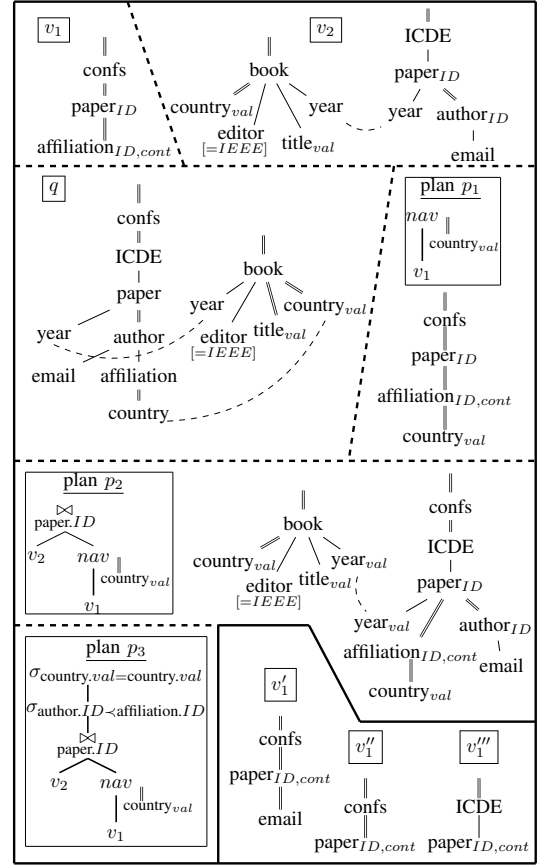 v1
confs
paperID
affiliationID,cont
v2
book
countryval
editor
[=IEEE]
titleval
year
ICDE
paperID
year
authorID
email
q
confs
ICDE
paper
year
author
email
affiliation
country
book
year
editor
[=IEEE]
titleval
countryval
plan p1
nav
countryval
v1
confs
paperID
affiliationID,cont
countryval
plan p2
⋈
paper.ID
v2
nav
countryval
v1
book
countryval
editor
[=IEEE]
titleval
yearval
confs
ICDE
paperID
yearval
authorID
affiliationID,cont
email
countryval
plan p3
σcountry.val=country.val
σauthor.ID≺affiliation.ID
⋈
paper.ID
v2
nav
countryval
v1
v′1
confs
paperID,cont
email
v′′1
confs
paperID,cont
v′′′1
ICDE
paperID,cont